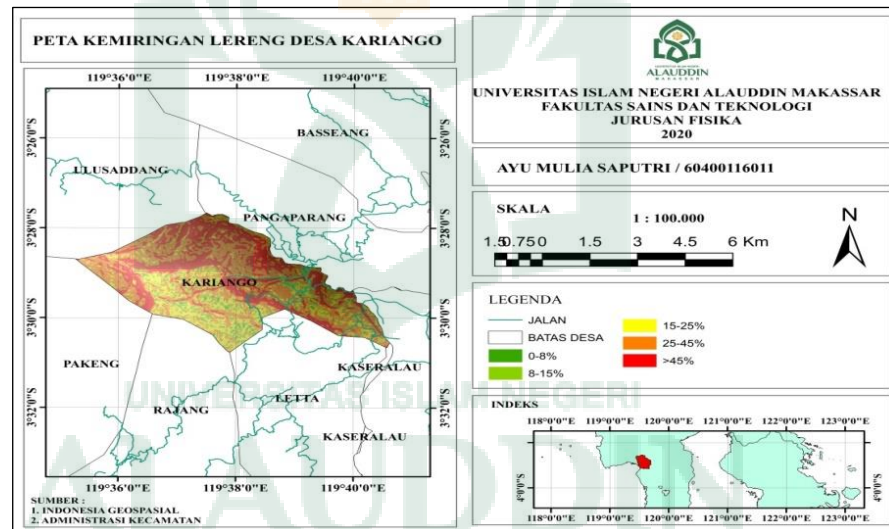 PETA KEMIRINGAN LERENG DESA KARIANGO
119°36'0"E 119°38'0"E 119°40'0"E
3°26'0"S 3°26'0"S
3°28'0"S 3°28'0"S
3°30'0"S 3°30'0"S
3°32'0"S 3°32'0"S
BASSEANG
ULUSADDANG
PANGAPARANG
KARIANGO
PAKENG
KASERALAU
LETTA
RAJANG
KASERALAU
119°36'0"E 119°38'0"E 119°40'0"E
SUMBER :
1. INDONESIA GEOSPASIAL
2. ADMINISTRASI KECAMATAN
ALAUDDIN
MAKASSAR
UNIVERSITAS ISLAM NEGERI ALAUDDIN MAKASSAR
FAKULTAS SAINS DAN TEKNOLOGI
JURUSAN FISIKA
2020
AYU MULIA SAPUTRI / 60400116011
SKALA
1 : 100.000
N
1.5 0.75 0 1.5 3 4.5 6 Km
LEGENDA
JALAN
BATAS DESA
0-8%
8-15%
15-25%
25-45%
>45%
INDEKS
118°0'0"E 119°0'0"E 120°0'0"E 121°0'0"E 122°0'0"E 123°0'0"E
4°0'0"S 4°0'0"S
118°0'0"E 119°0'0"E 120°0'0"E 121°0'0"E 122°0'0"E 123°0'0"E
UNIVERSITAS ISLAM NEGERI
ALAUDDIN